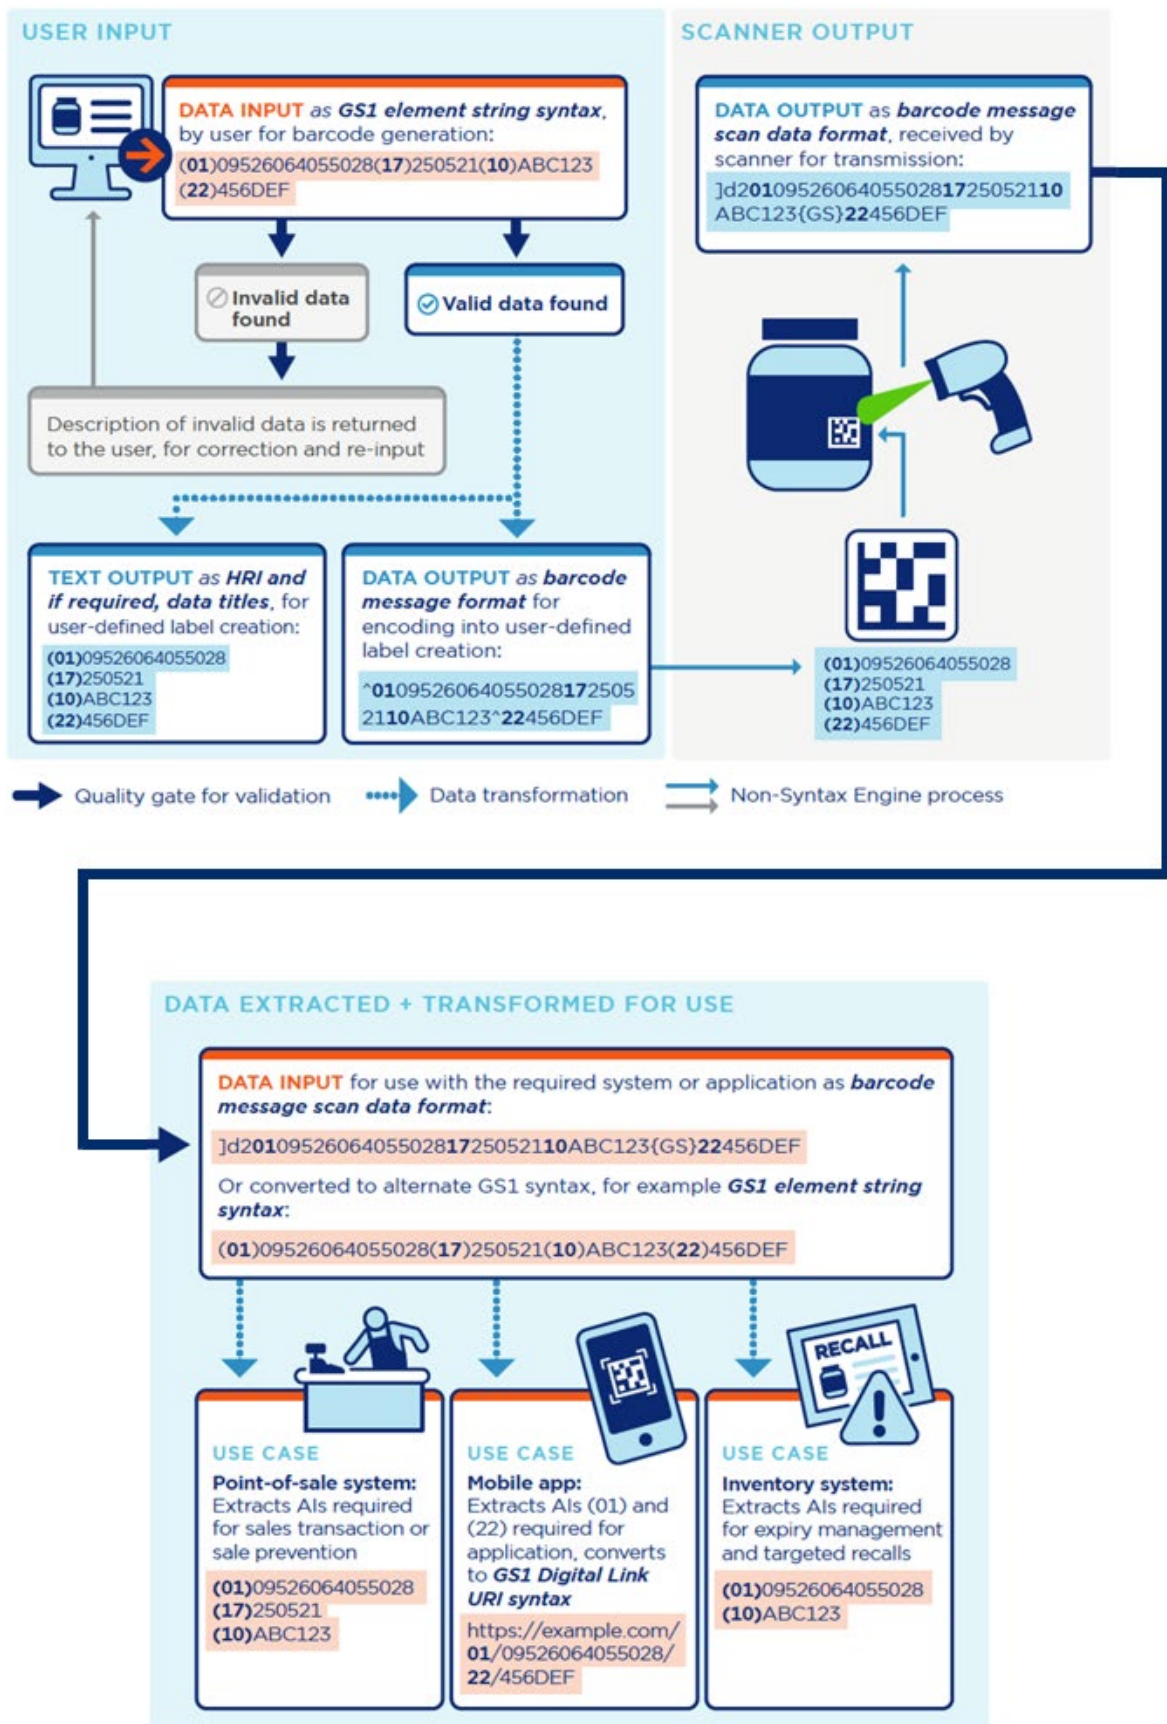 USER INPUT
DATA INPUT as GS1 element string syntax,
by user for barcode generation:
(01)09526064055028(17)250521(10)ABC123
(22)456DEF
Invalid data
found
Valid data found
Description of invalid data is returned
to the user, for correction and re-input
TEXT OUTPUT as HRI and
if required, data titles, for
user-defined label creation:
(01)09526064055028
(17)250521
(10)ABC123
(22)456DEF
DATA OUTPUT as barcode
message format for
encoding into user-defined
label creation:
^0109526064055028172505
2110ABC123^22456DEF
SCANNER OUTPUT
DATA OUTPUT as barcode message
scan data format, received by
scanner for transmission:
]d201095260640550281725052110
ABC123{GS}22456DEF
(01)09526064055028
(17)250521
(10)ABC123
(22)456DEF
Quality gate for validation
Data transformation
Non-Syntax Engine process
DATA EXTRACTED + TRANSFORMED FOR USE
DATA INPUT for use with the required system or application as barcode
message scan data format:
]d201095260640550281725052110ABC123{GS}22456DEF
Or converted to alternate GS1 syntax, for example GS1 element string
syntax:
(01)09526064055028(17)250521(10)ABC123(22)456DEF
USE CASE
Point-of-sale system:
Extracts AIs required
for sales transaction or
sale prevention
(01)09526064055028
(17)250521
(10)ABC123
USE CASE
Mobile app:
Extracts AIs (01) and
(22) required for
application, converts
to GS1 Digital Link
URI syntax
https://example.com/
01/09526064055028/
22/456DEF
RECALL
USE CASE
Inventory system:
Extracts AIs required
for expiry management
and targeted recalls
(01)09526064055028
(10)ABC123